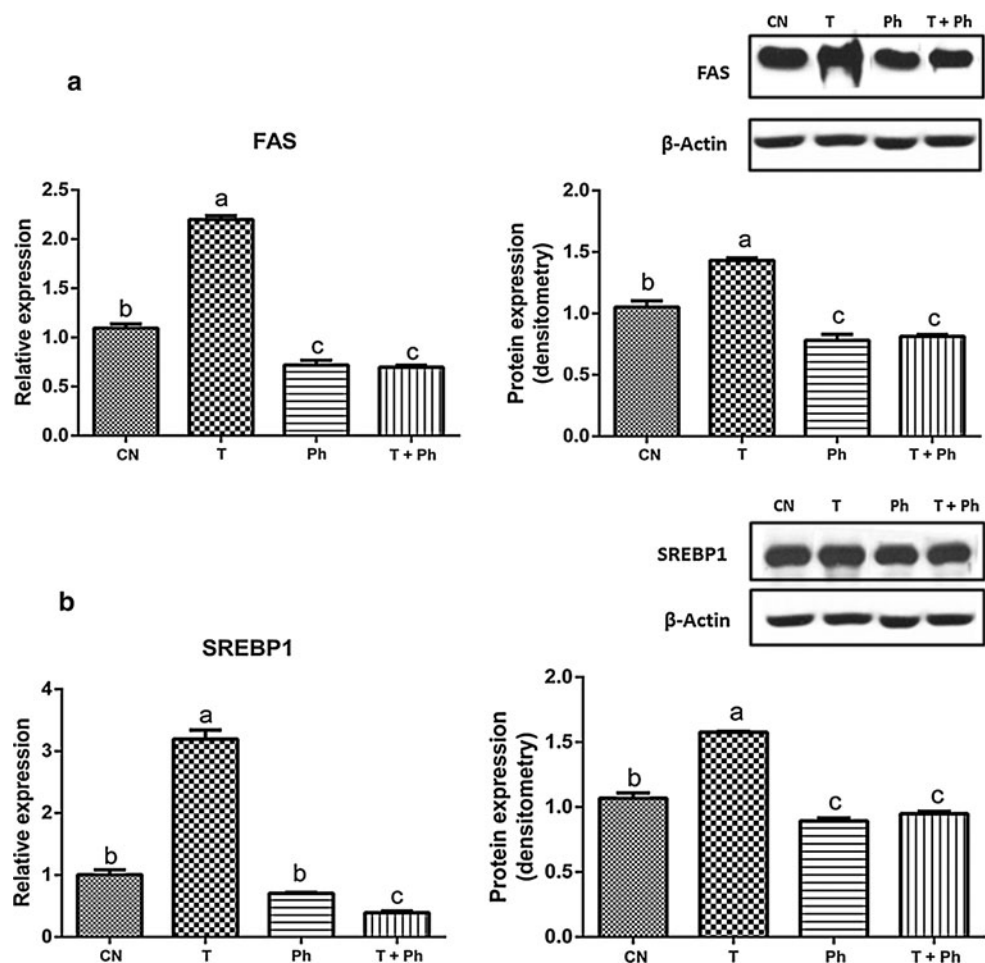 a
CN T Ph T + Ph
FAS
β-Actin
FAS
Relative expression
2.5
2.0
1.5
1.0
0.5
0.0
b
a
c
c
CN T Ph T + Ph
Protein expression
(densitometry)
2.0
1.5
1.0
0.5
0.0
b
a
c
c
CN T Ph T + Ph
b
CN T Ph T + Ph
SREBP1
β-Actin
SREBP1
Relative expression
4
3
2
1
0
b
a
b
c
CN T Ph T + Ph
Protein expression
(densitometry)
2.0
1.5
1.0
0.5
0.0
b
a
c
c
CN T Ph T + Ph